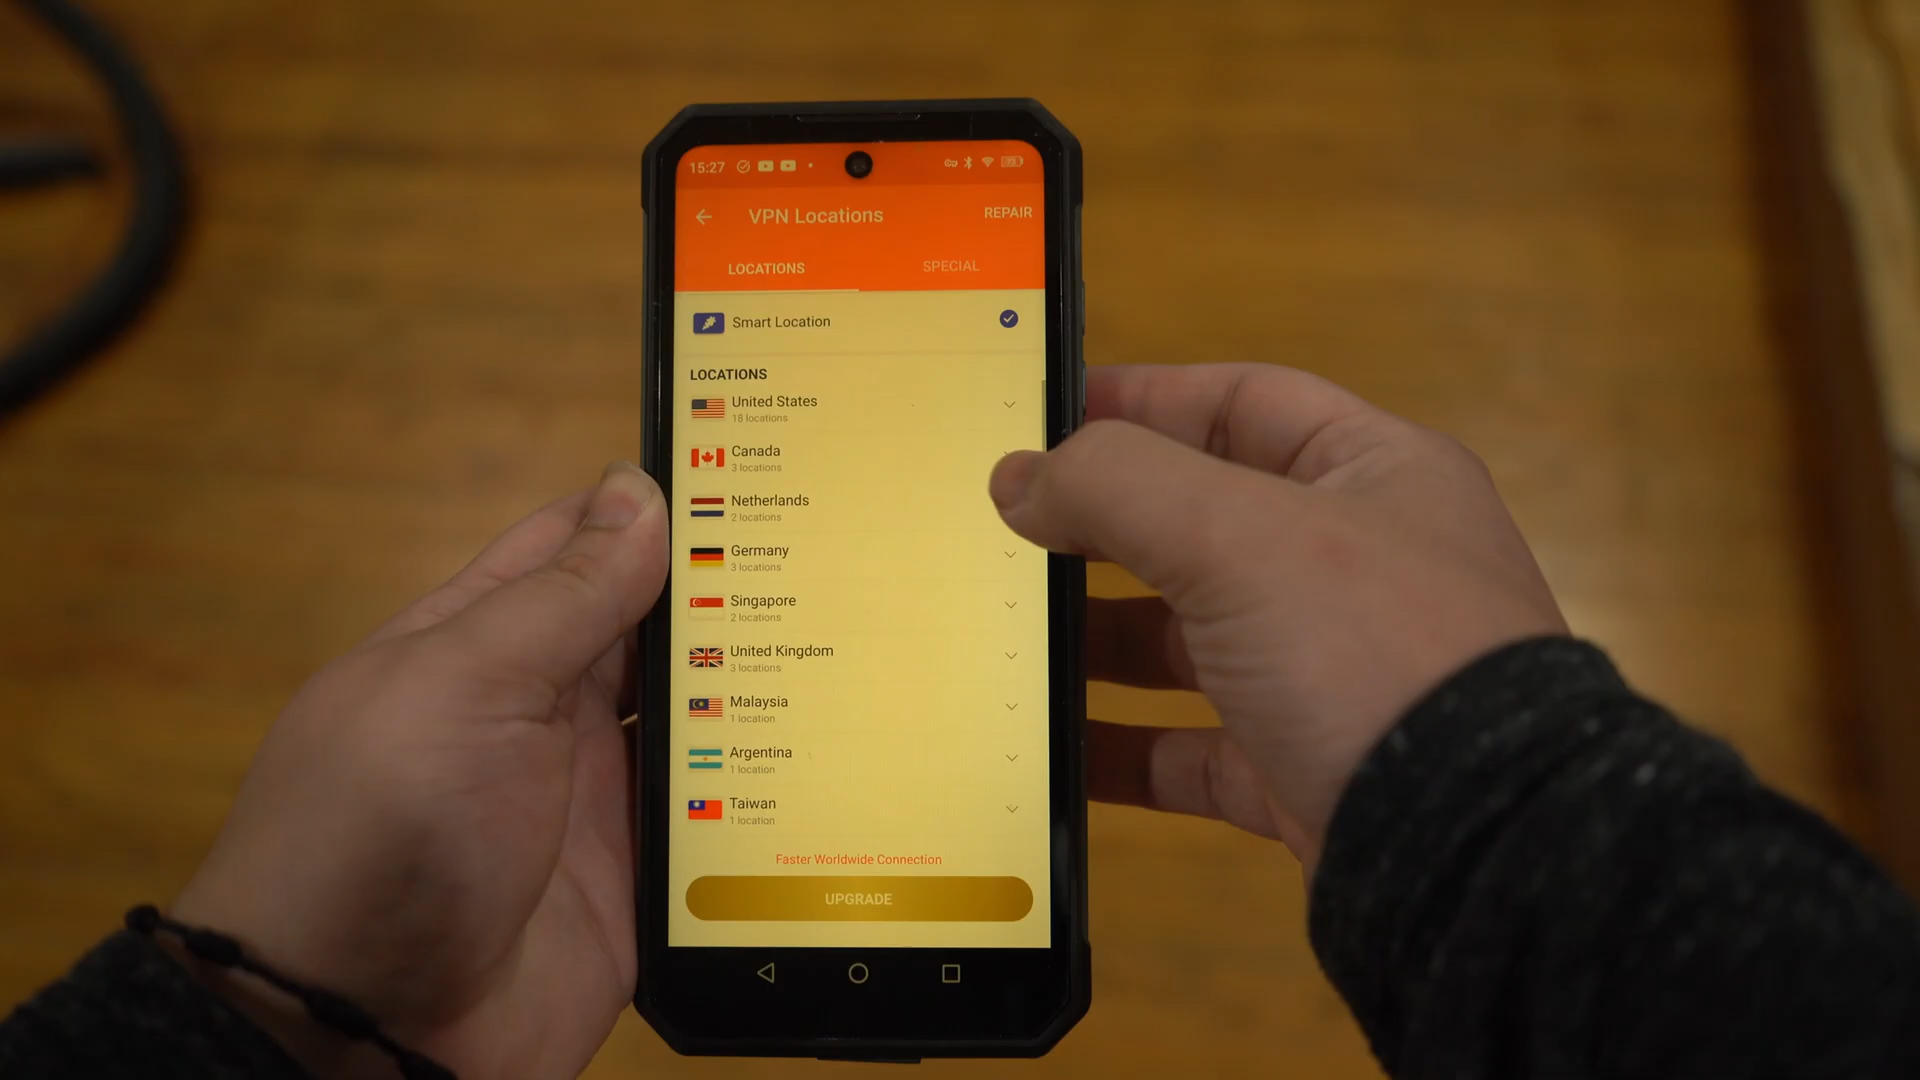 15:27
VPN Locations
REPAIR
LOCATIONS
SPECIAL
Smart Location
LOCATIONS
United States
18 locations
Canada
3 locations
Netherlands
2 locations
Germany
3 locations
Singapore
2 locations
United Kingdom
3 locations
Malaysia
1 location
Argentina
1 location
Taiwan
1 location
Faster Worldwide Connection
UPGRADE